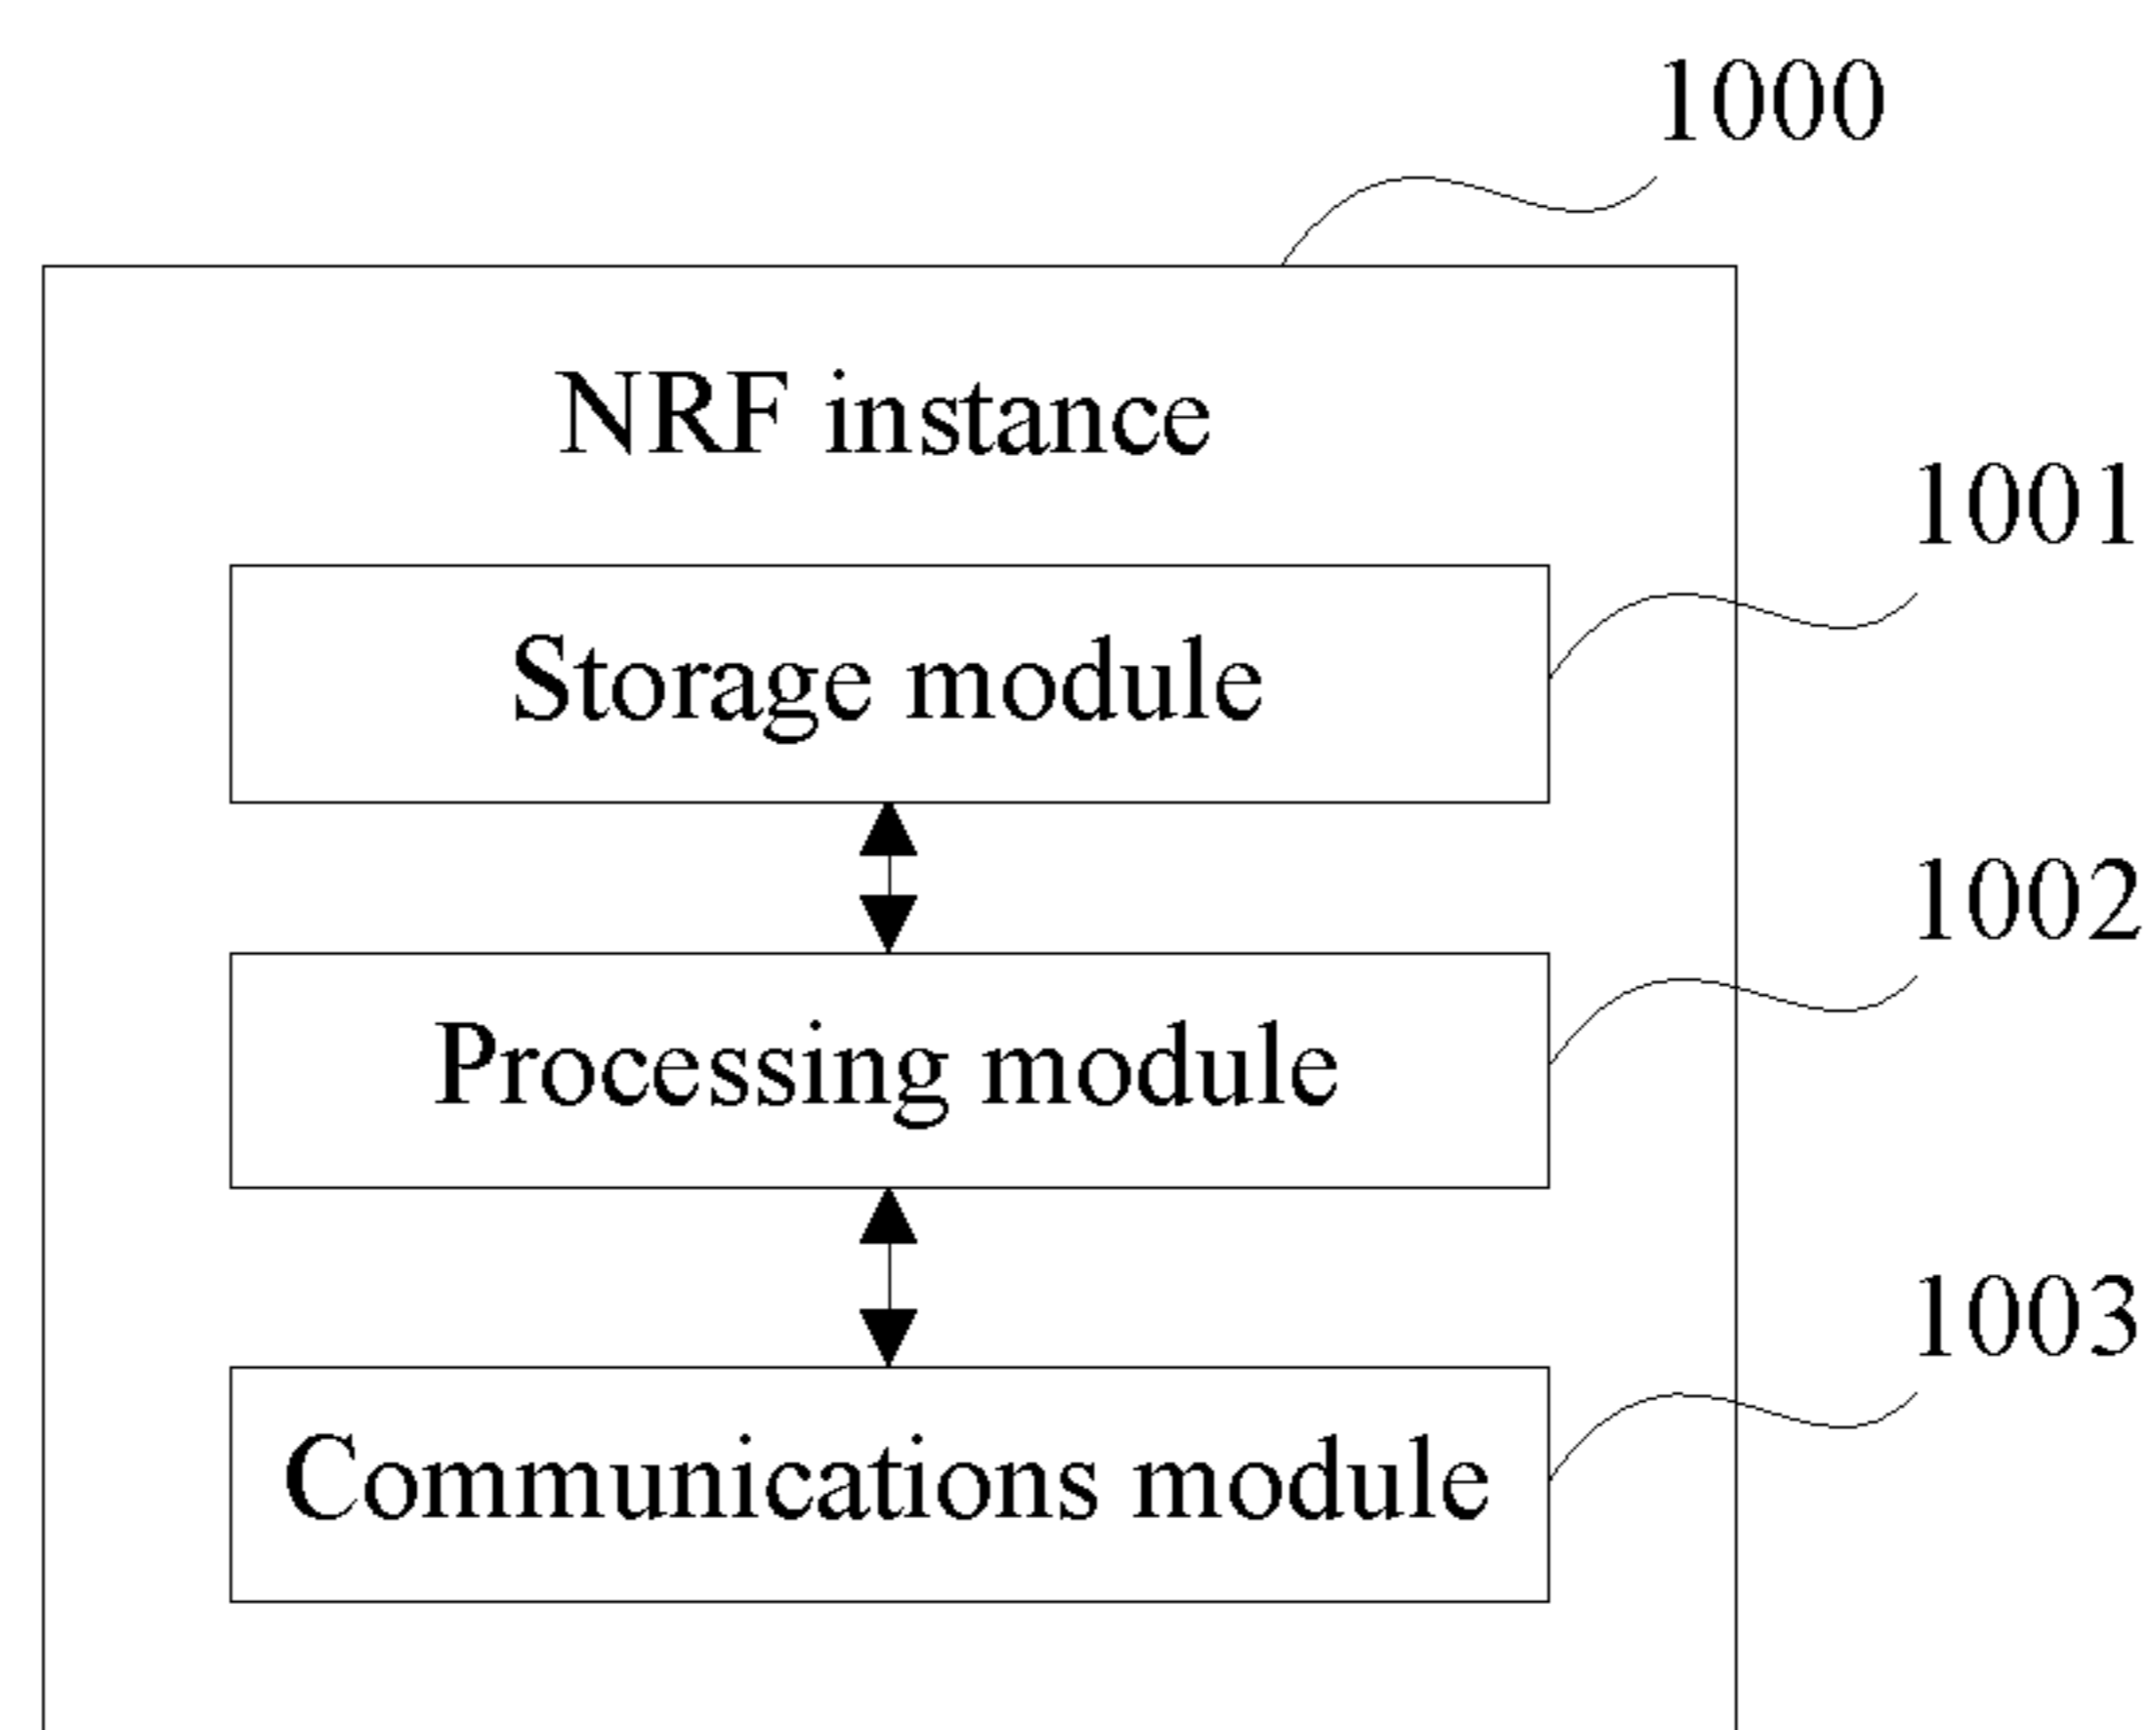 1000
NRF instance
1001
Storage module
1002
Processing module
1003
Communications module